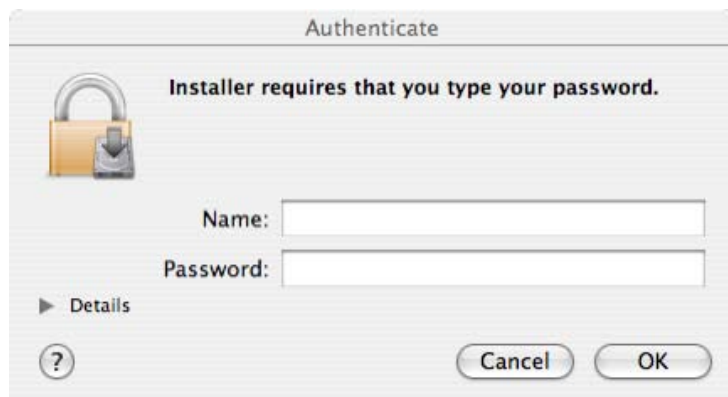 Authenticate
Installer requires that you type your password.
Name:
Password:
Details
?
Cancel
OK